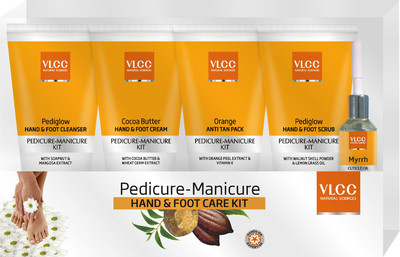 VLCC
NATURAL SCIENCES
Pediglow
HAND & FOOT CLEANSER
PEDICURE-MANICURE
KIT
WITH SOAPNUT &
MARGOSA EXTRACT
VLCC
NATURAL SCIENCES
Cocoa Butter
HAND & FOOT CREAM
PEDICURE-MANICURE
KIT
WITH COCOA BUTTER &
WHEAT GERM EXTRACT
VLCC
NATURAL SCIENCES
Orange
ANTI TAN PACK
PEDICURE-MANICURE
KIT
WITH ORANGE PEEL EXTRACT &
VITAMIN E
VLCC
NATURAL SCIENCES
Pediglow
HAND & FOOT SCRUB
PEDICURE-MANICURE
KIT
WITH WALNUT SHELL POWDER
& LEMON GRASS OIL
VLCC
Myrrh
CUTICLE OIL
Pedicure-Manicure
HAND & FOOT CARE KIT
VLCC
NATURAL SCIENCES